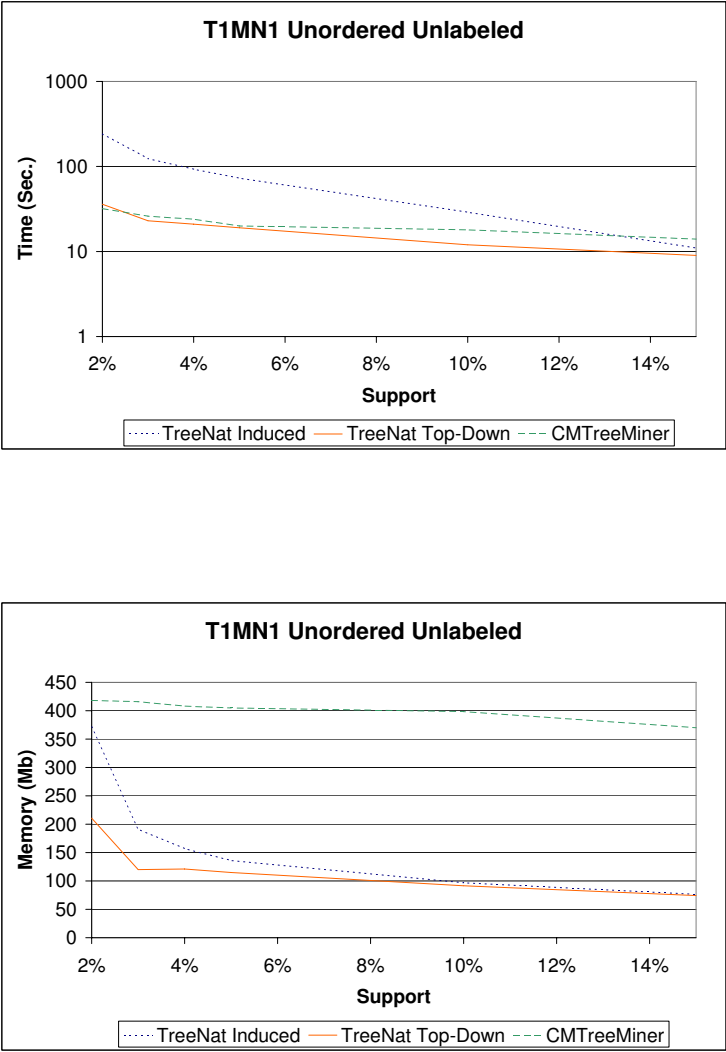 T1MN1 Unordered Unlabeled
1000
100
10
1
Time (Sec.)
2% 4% 6% 8% 10% 12% 14%
Support
TreeNat Induced TreeNat Top-Down CMTreeMiner
T1MN1 Unordered Unlabeled
450
400
350
300
250
200
150
100
50
0
Memory (Mb)
2% 4% 6% 8% 10% 12% 14%
Support
TreeNat Induced TreeNat Top-Down CMTreeMiner